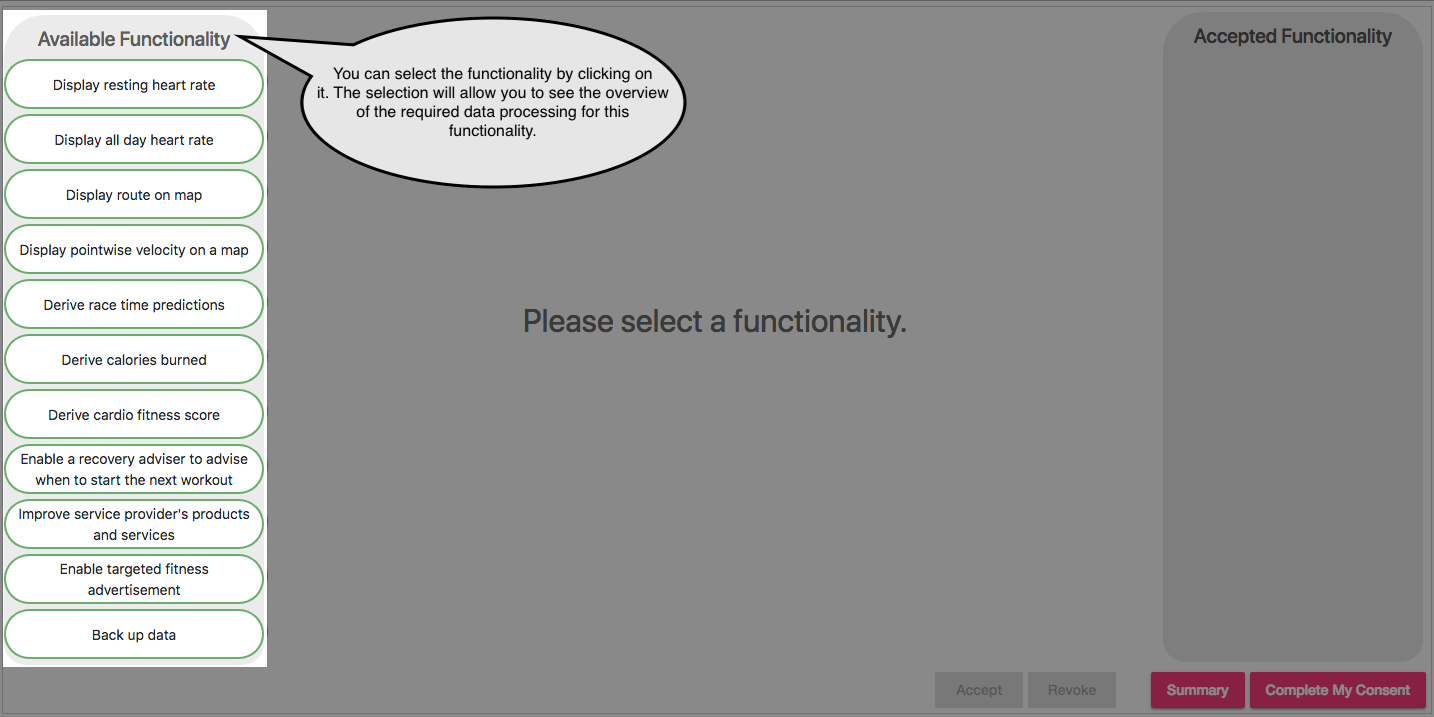 Available Functionality
Display resting heart rate
Display all day heart rate
Display route on map
Display pointwise velocity on a map
Derive race time predictions
Derive calories burned
Derive cardio fitness score
Enable a recovery adviser to advise
when to start the next workout
Improve service provider's products
and services
Enable targeted fitness
advertisement
Back up data
You can select the functionality by clicking on
it. The selection will allow you to see the overview
of the required data processing for this
functionality.
Please select a functionality.
Accepted Functionality
Accept
Revoke
Summary
Complete My Consent